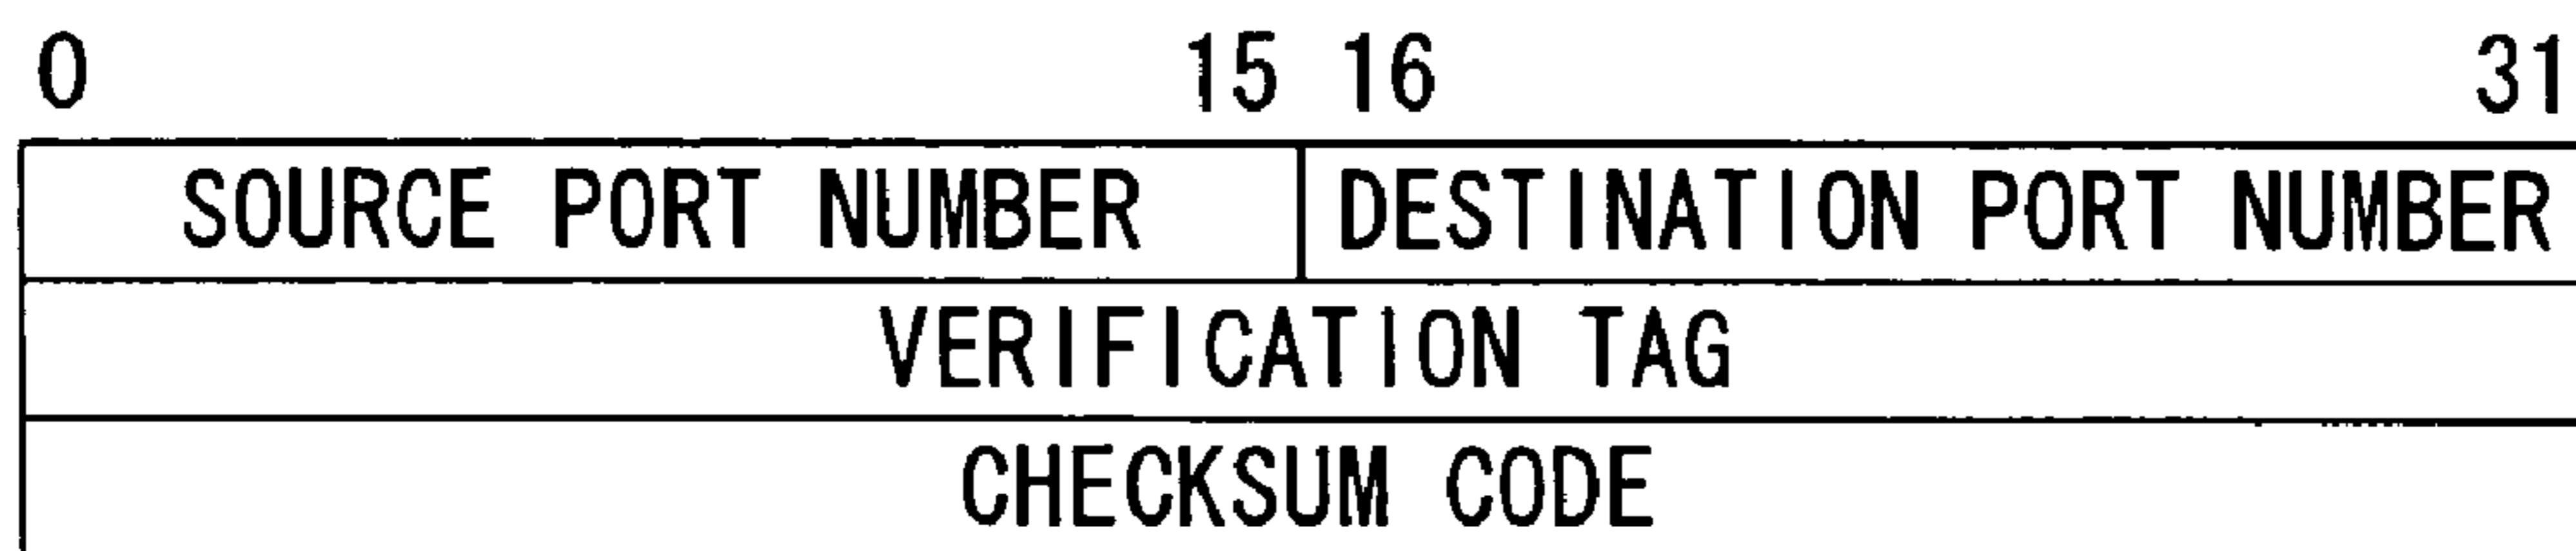 0 15 16 31
SOURCE PORT NUMBER DESTINATION PORT NUMBER
VERIFICATION TAG
CHECKSUM CODE